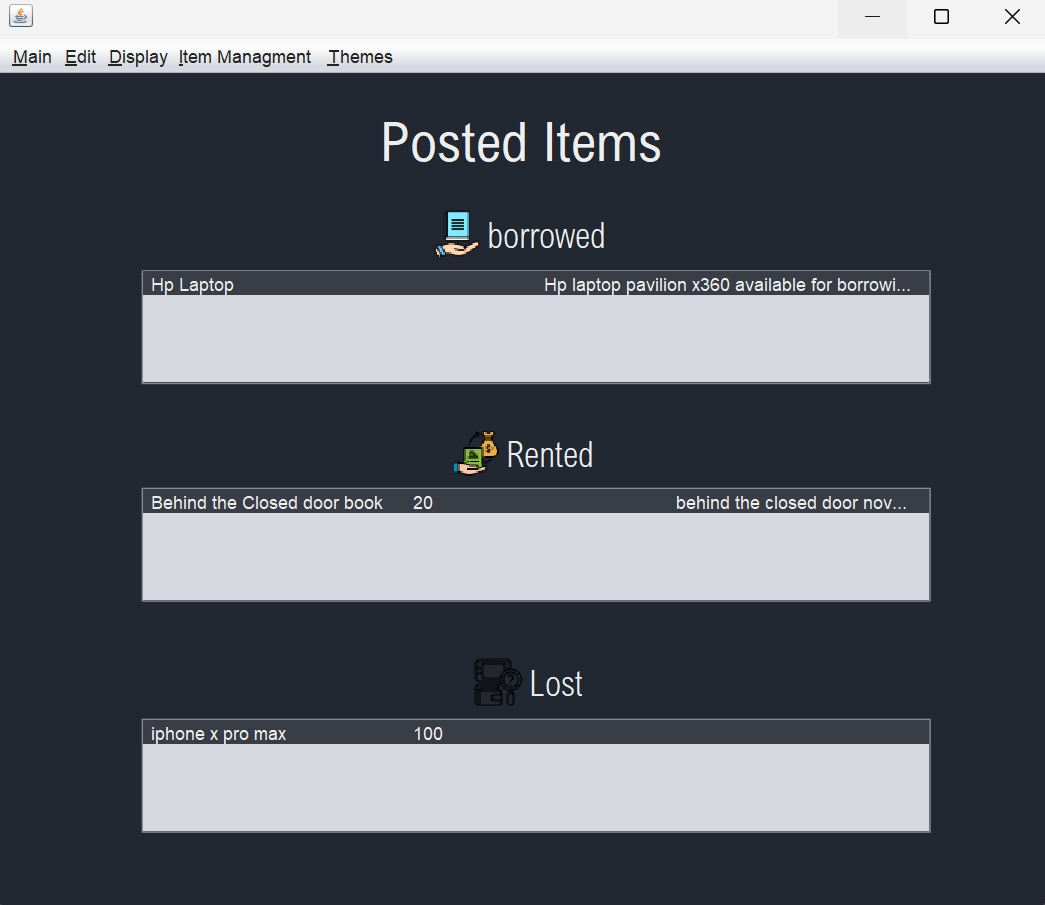 Main Edit Display Item Managment Themes
Posted Items
borrowed
Hp Laptop Hp laptop pavilion x360 available for borrowi...
Rented
Behind the Closed door book 20 behind the closed door nov...
Lost
iphone x pro max 100